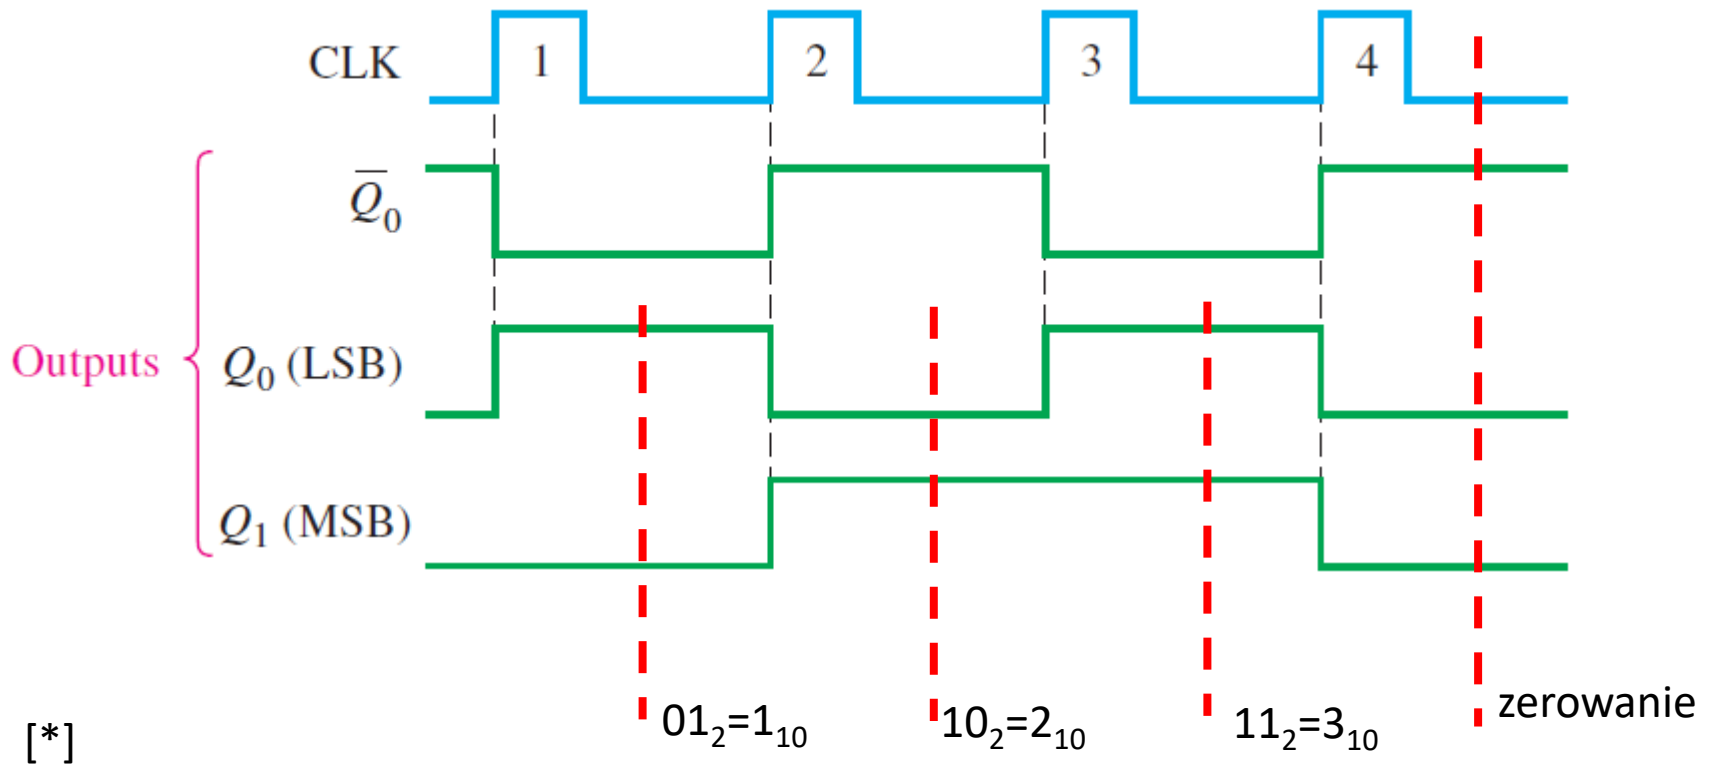 CLK 1 2 3 4
Q̅₀
Outputs
Q₀ (LSB)
Q₁ (MSB)
01₂=1₁₀ 10₂=2₁₀ 11₂=3₁₀ zerowanie
[*]